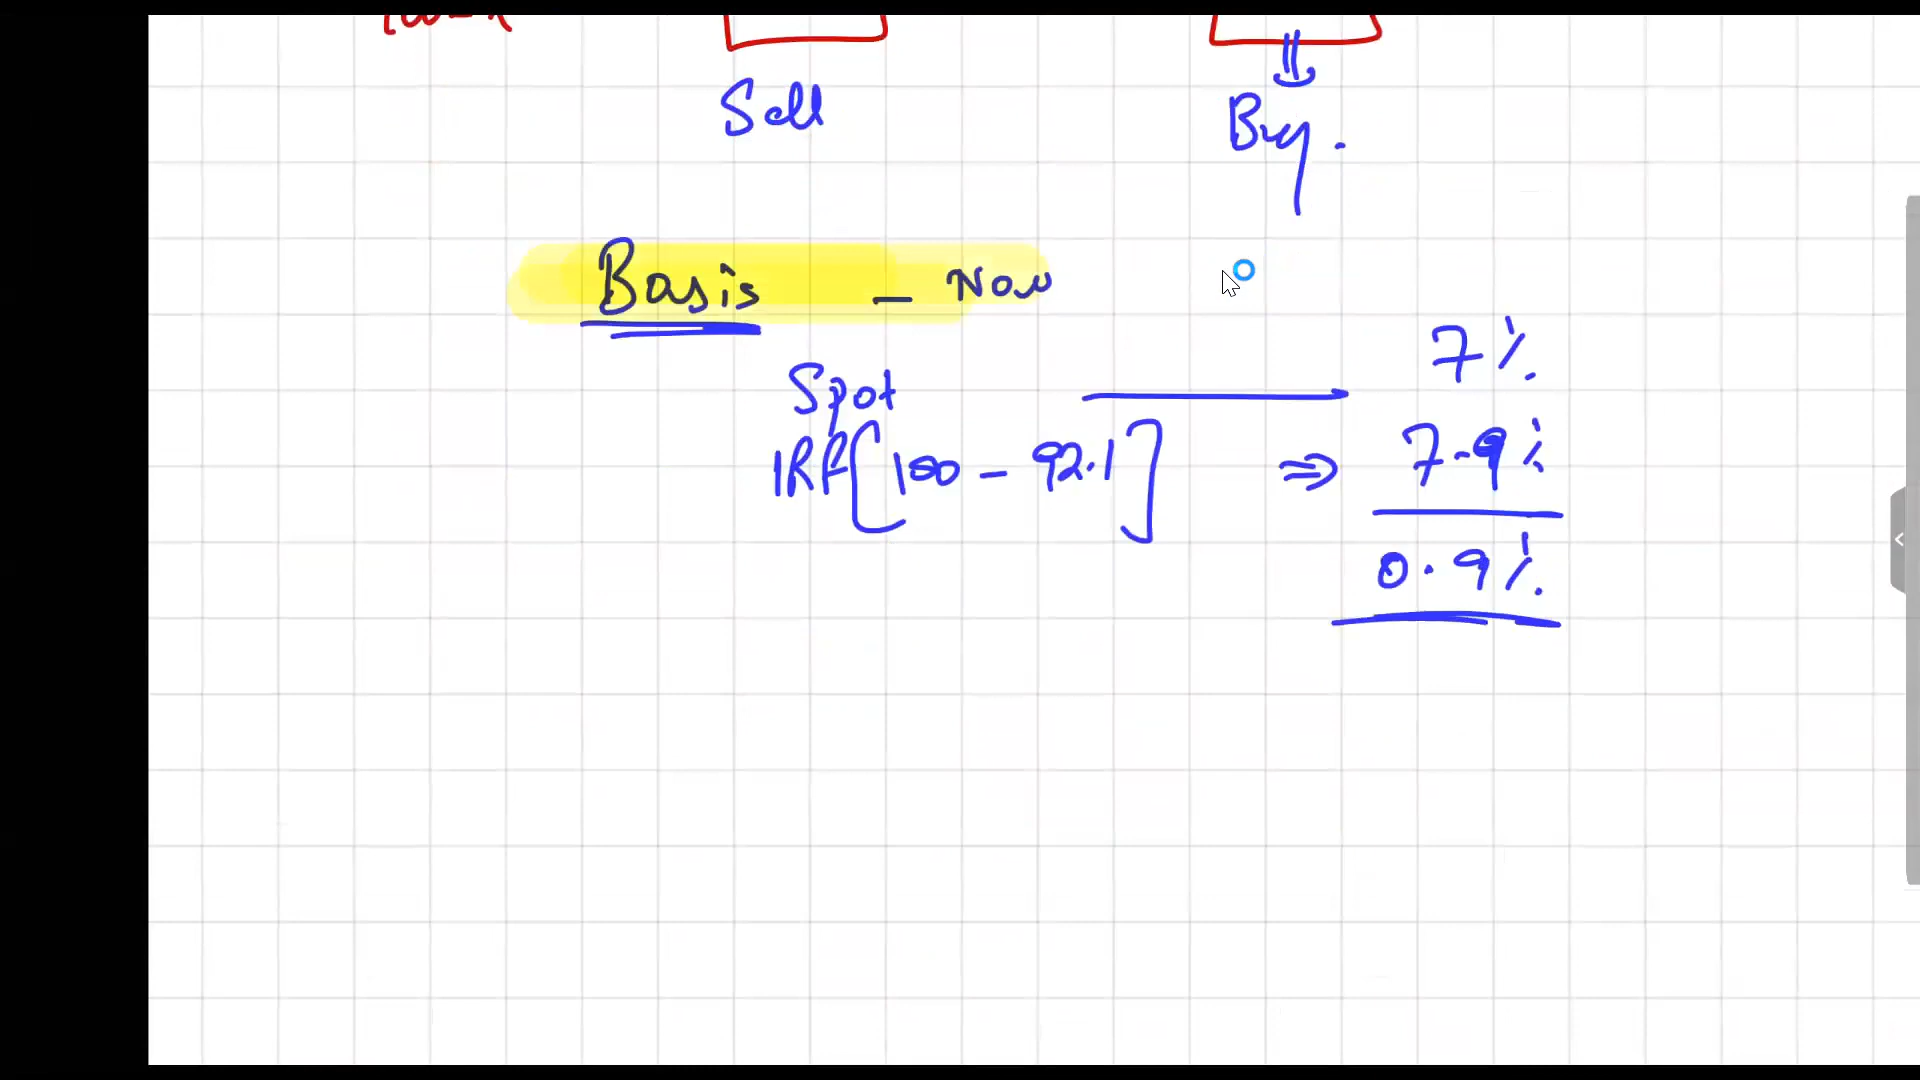 Sell
Buy.
Basis - Now
Spot 7%
IRF [100 - 92.1] ⇒ 7.9%
0.9%